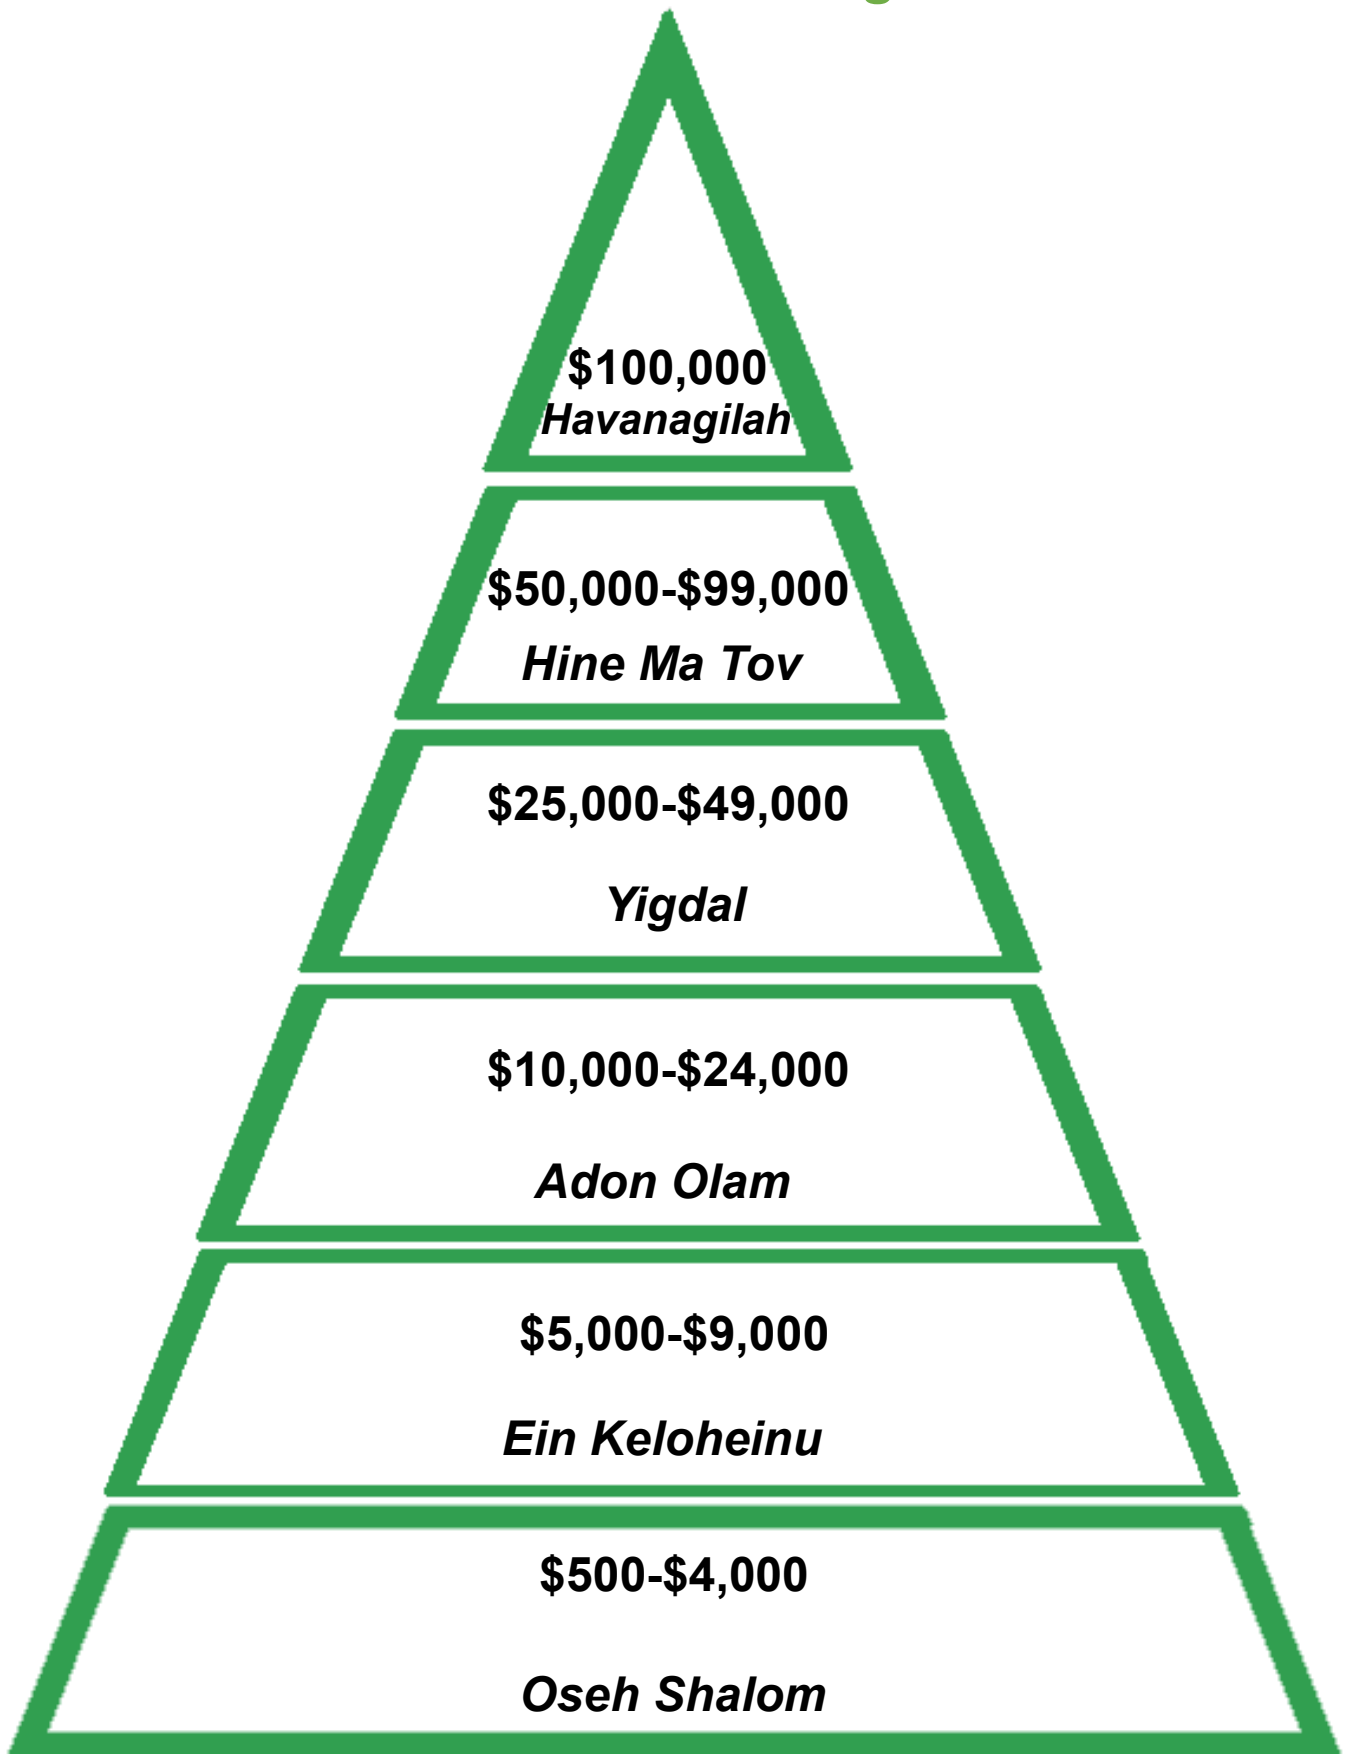 $100,000
Havanagilah
$50,000-$99,000
Hine Ma Tov
$25,000-$49,000
Yigdal
$10,000-$24,000
Adon Olam
$5,000-$9,000
Ein Keloheinu
$500-$4,000
Oseh Shalom